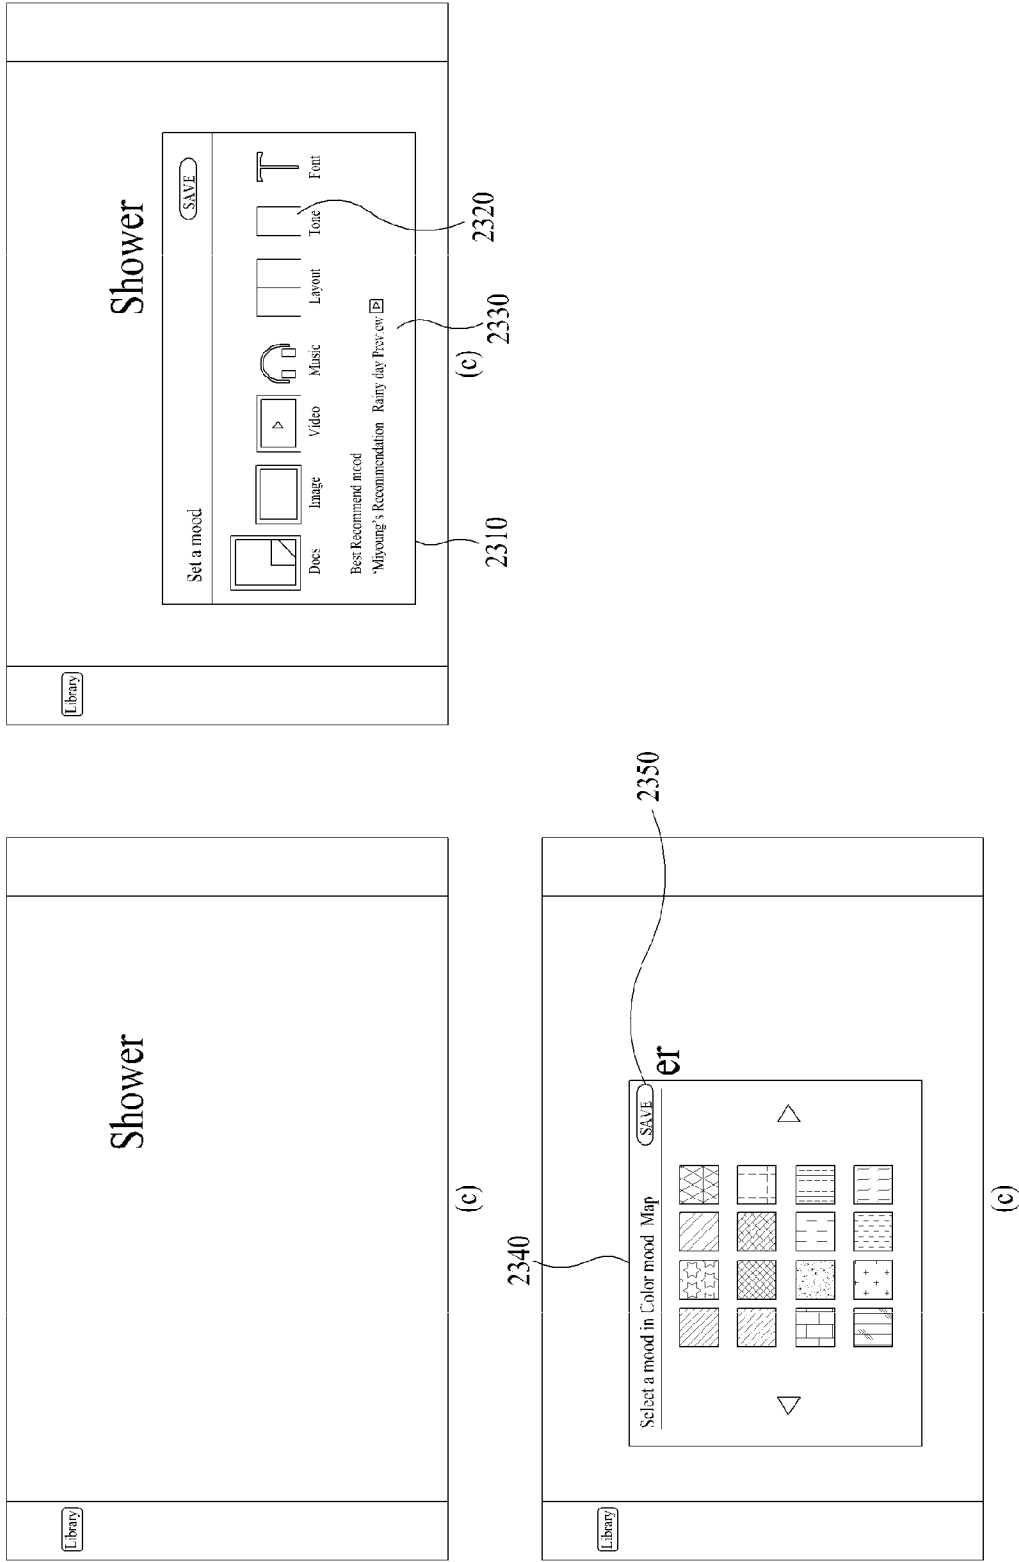 Library
Shower
(c)
Library
Shower
Set a mood
SAVE
Docs Image Video Music Layout Tone Font
Best Recommend mood
'Miyoung's Recommendation Rainy day Preview
2310
2330
2320
(c)
Library
2340
2350
Select a mood in Color mood Map
SAVE
er
(c)